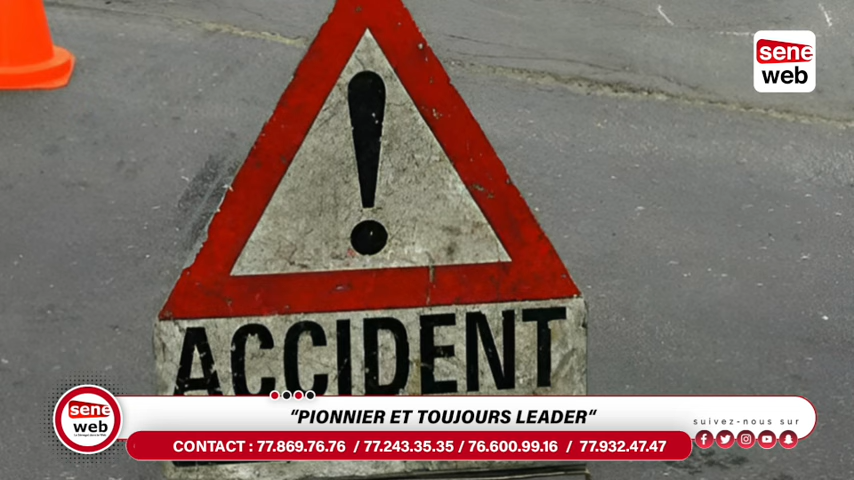 sene
web
ACCIDENT
sene
web
"PIONNIER ET TOUJOURS LEADER"
suivez-nous sur
CONTACT : 77.869.76.76 / 77.243.35.35 / 76.600.99.16 / 77.932.47.47